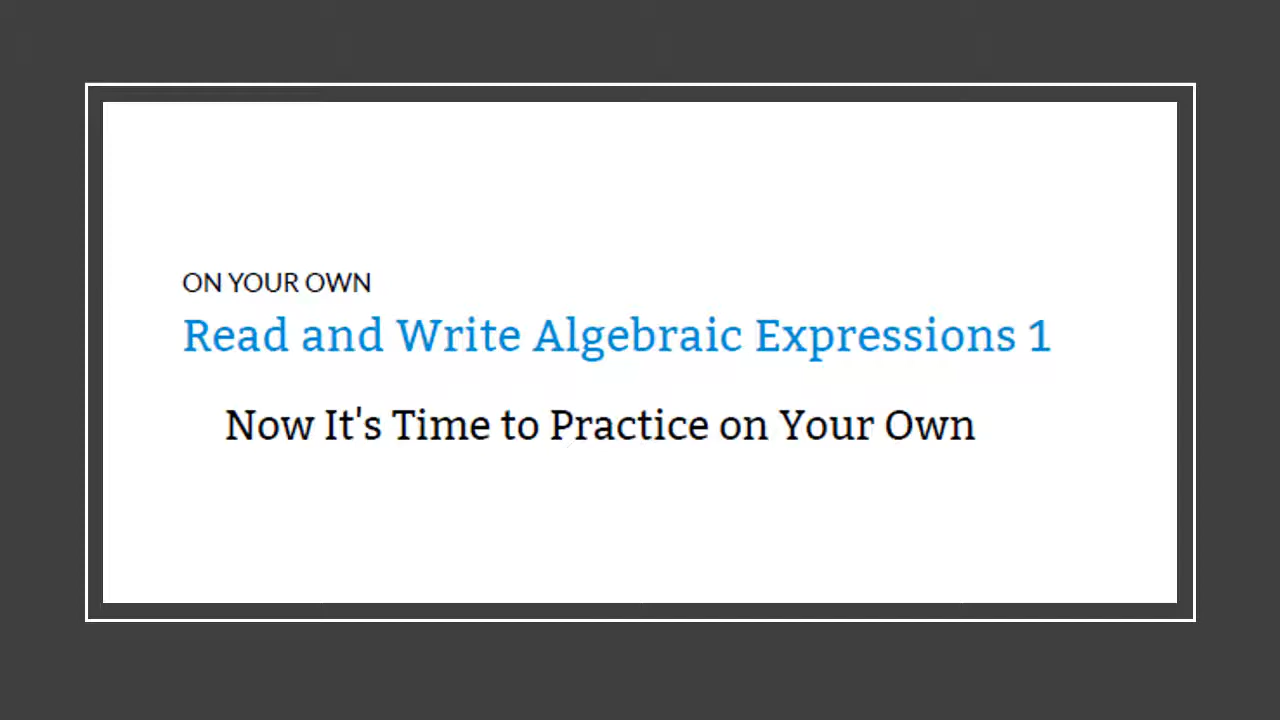 ON YOUR OWN
Read and Write Algebraic Expressions 1
Now It's Time to Practice on Your Own